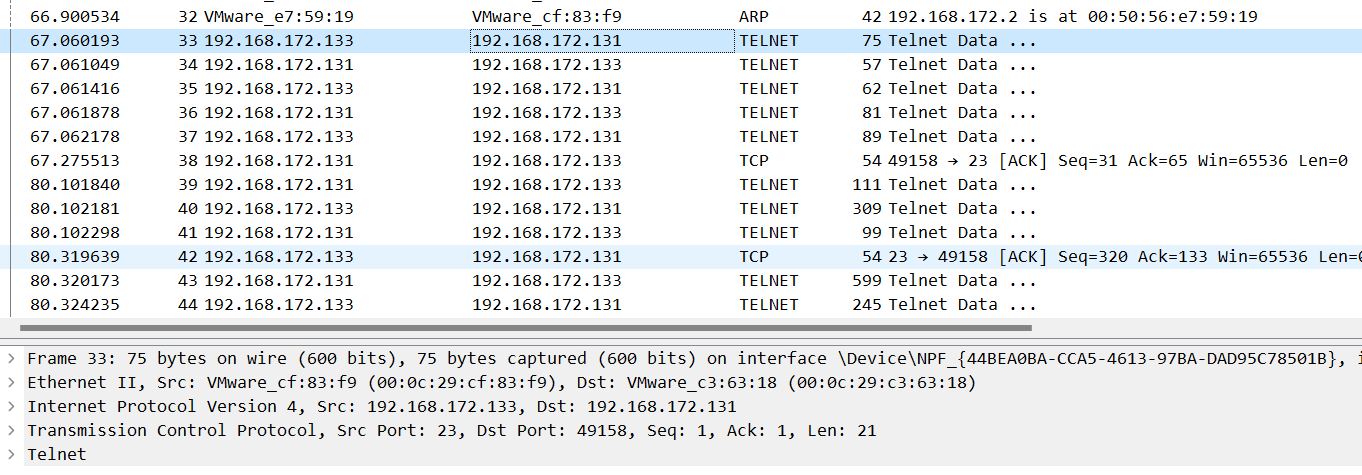 66.900534 32 VMware_e7:59:19 VMware_cf:83:f9 ARP 42 192.168.172.2 is at 00:50:56:e7:59:19
67.060193 33 192.168.172.133 192.168.172.131 TELNET 75 Telnet Data ...
67.061049 34 192.168.172.131 192.168.172.133 TELNET 57 Telnet Data ...
67.061416 35 192.168.172.133 192.168.172.131 TELNET 62 Telnet Data ...
67.061878 36 192.168.172.131 192.168.172.133 TELNET 81 Telnet Data ...
67.062178 37 192.168.172.133 192.168.172.131 TELNET 89 Telnet Data ...
67.275513 38 192.168.172.131 192.168.172.133 TCP 54 49158 → 23 [ACK] Seq=31 Ack=65 Win=65536 Len=0
80.101840 39 192.168.172.131 192.168.172.133 TELNET 111 Telnet Data ...
80.102181 40 192.168.172.133 192.168.172.131 TELNET 309 Telnet Data ...
80.102298 41 192.168.172.131 192.168.172.133 TELNET 99 Telnet Data ...
80.319639 42 192.168.172.133 192.168.172.131 TCP 54 23 → 49158 [ACK] Seq=320 Ack=133 Win=65536 Len=0
80.320173 43 192.168.172.131 192.168.172.133 TELNET 599 Telnet Data ...
80.324235 44 192.168.172.133 192.168.172.131 TELNET 245 Telnet Data ...
Frame 33: 75 bytes on wire (600 bits), 75 bytes captured (600 bits) on interface \Device\NPF_{44BEA0BA-CCA5-4613-97BA-DAD95C78501B}, i
Ethernet II, Src: VMware_cf:83:f9 (00:0c:29:cf:83:f9), Dst: VMware_c3:63:18 (00:0c:29:c3:63:18)
Internet Protocol Version 4, Src: 192.168.172.133, Dst: 192.168.172.131
Transmission Control Protocol, Src Port: 23, Dst Port: 49158, Seq: 1, Ack: 1, Len: 21
Telnet